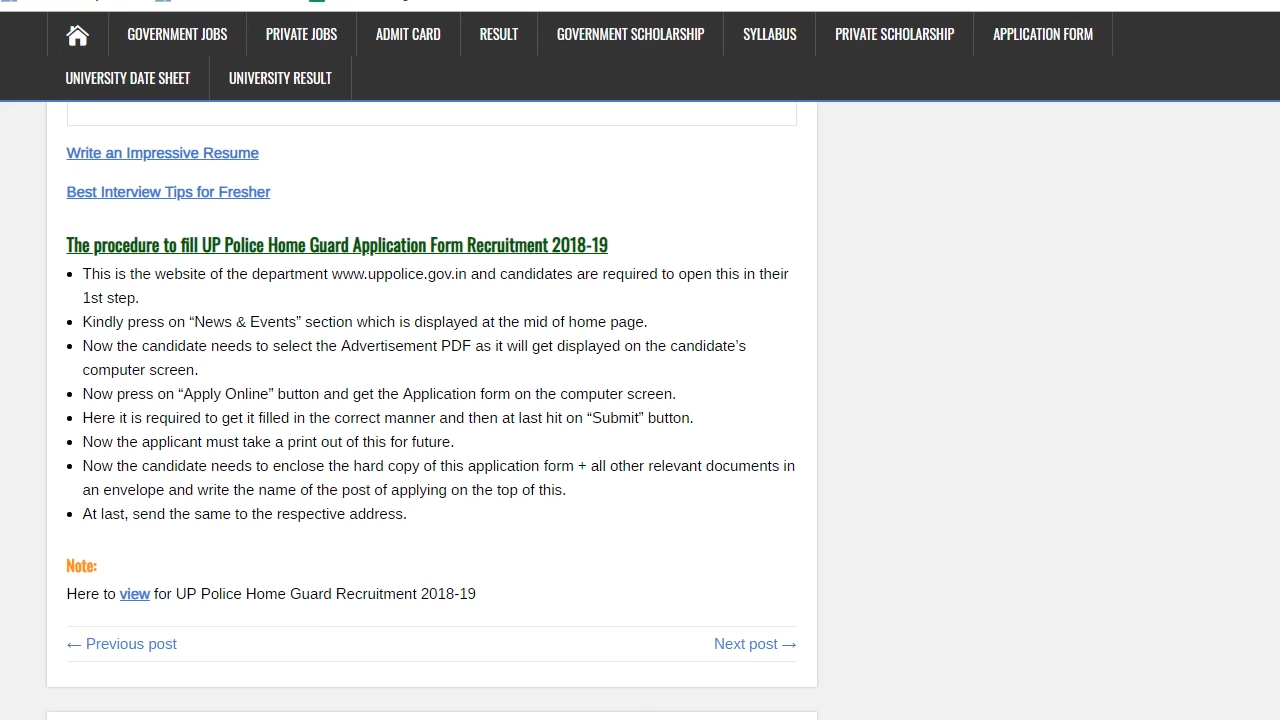 GOVERNMENT JOBS PRIVATE JOBS ADMIT CARD RESULT GOVERNMENT SCHOLARSHIP SYLLABUS PRIVATE SCHOLARSHIP APPLICATION FORM
UNIVERSITY DATE SHEET UNIVERSITY RESULT
Write an Impressive Resume
Best Interview Tips for Fresher
The procedure to fill UP Police Home Guard Application Form Recruitment 2018-19
• This is the website of the department www.uppolice.gov.in and candidates are required to open this in their
1st step.
• Kindly press on “News & Events” section which is displayed at the mid of home page.
• Now the candidate needs to select the Advertisement PDF as it will get displayed on the candidate’s
computer screen.
• Now press on “Apply Online” button and get the Application form on the computer screen.
• Here it is required to get it filled in the correct manner and then at last hit on “Submit” button.
• Now the applicant must take a print out of this for future.
• Now the candidate needs to enclose the hard copy of this application form + all other relevant documents in
an envelope and write the name of the post of applying on the top of this.
• At last, send the same to the respective address.
Note:
Here to view for UP Police Home Guard Recruitment 2018-19
← Previous post Next post →